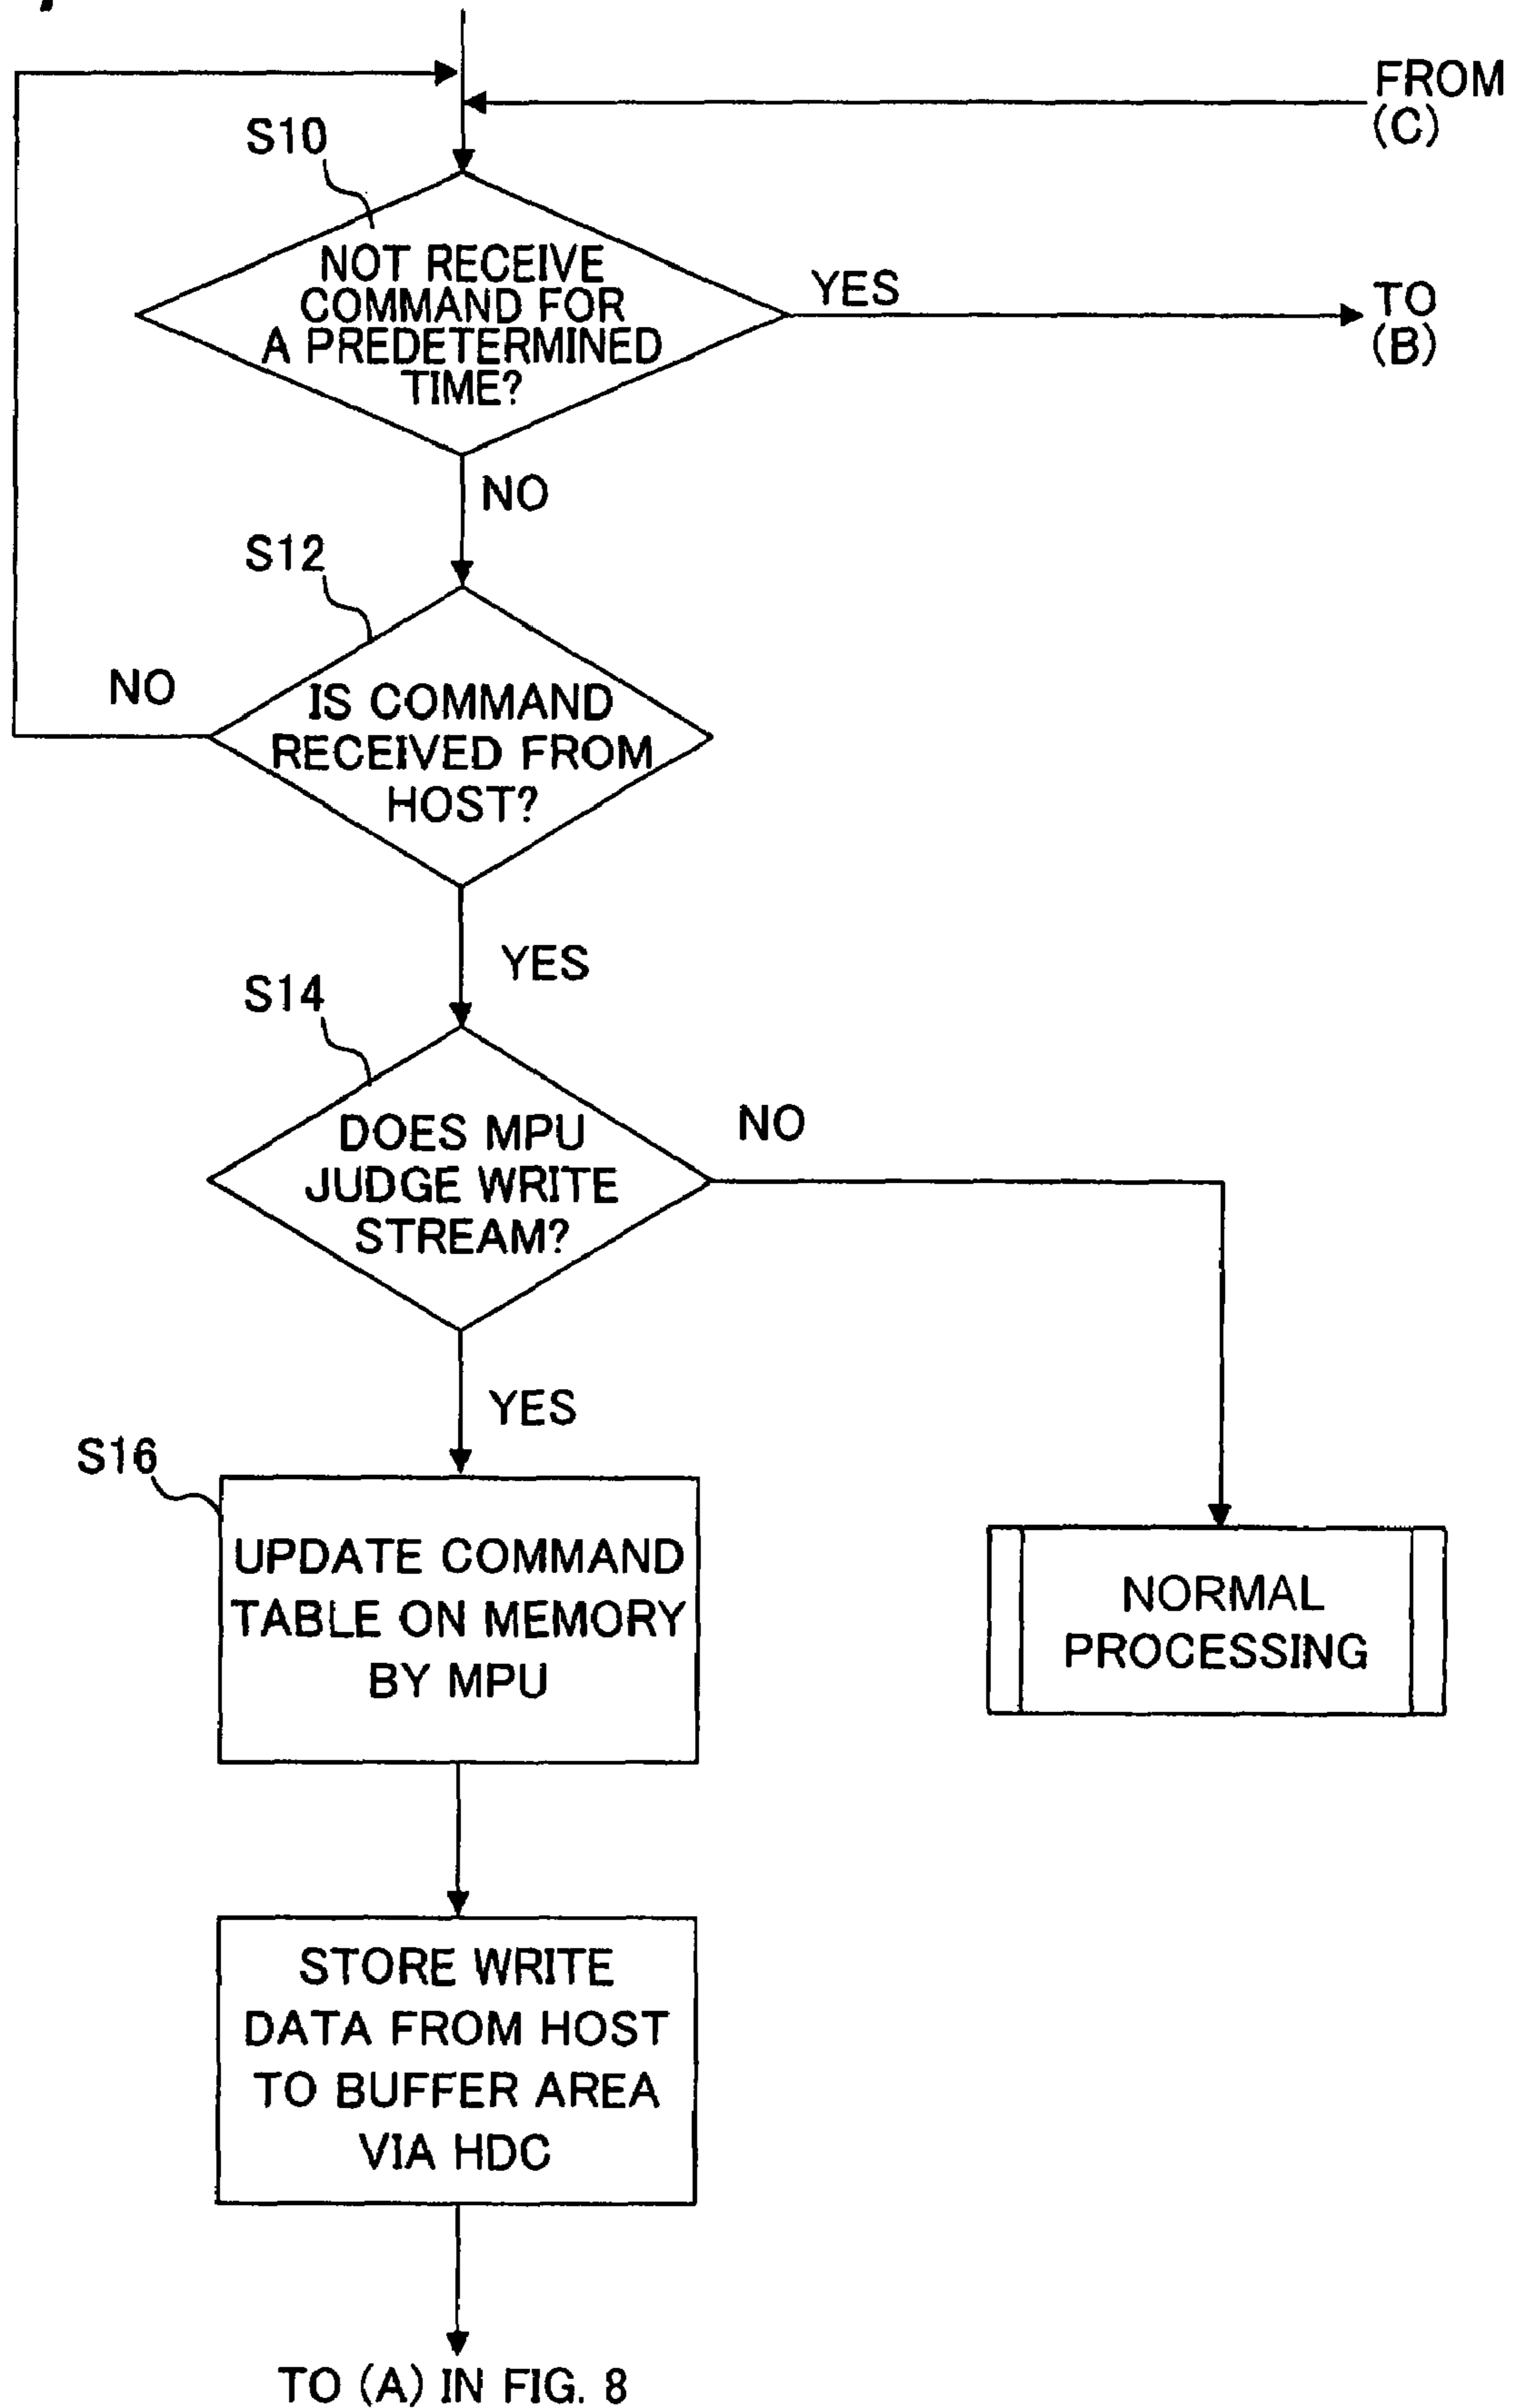 FROM
(C)
S10
NOT RECEIVE
COMMAND FOR
A PREDETERMINED
TIME?
YES
TO
(B)
NO
S12
NO
IS COMMAND
RECEIVED FROM
HOST?
YES
S14
DOES MPU
JUDGE WRITE
STREAM?
NO
YES
S16
UPDATE COMMAND
TABLE ON MEMORY
BY MPU
NORMAL
PROCESSING
STORE WRITE
DATA FROM HOST
TO BUFFER AREA
VIA HDC
TO (A) IN FIG. 8